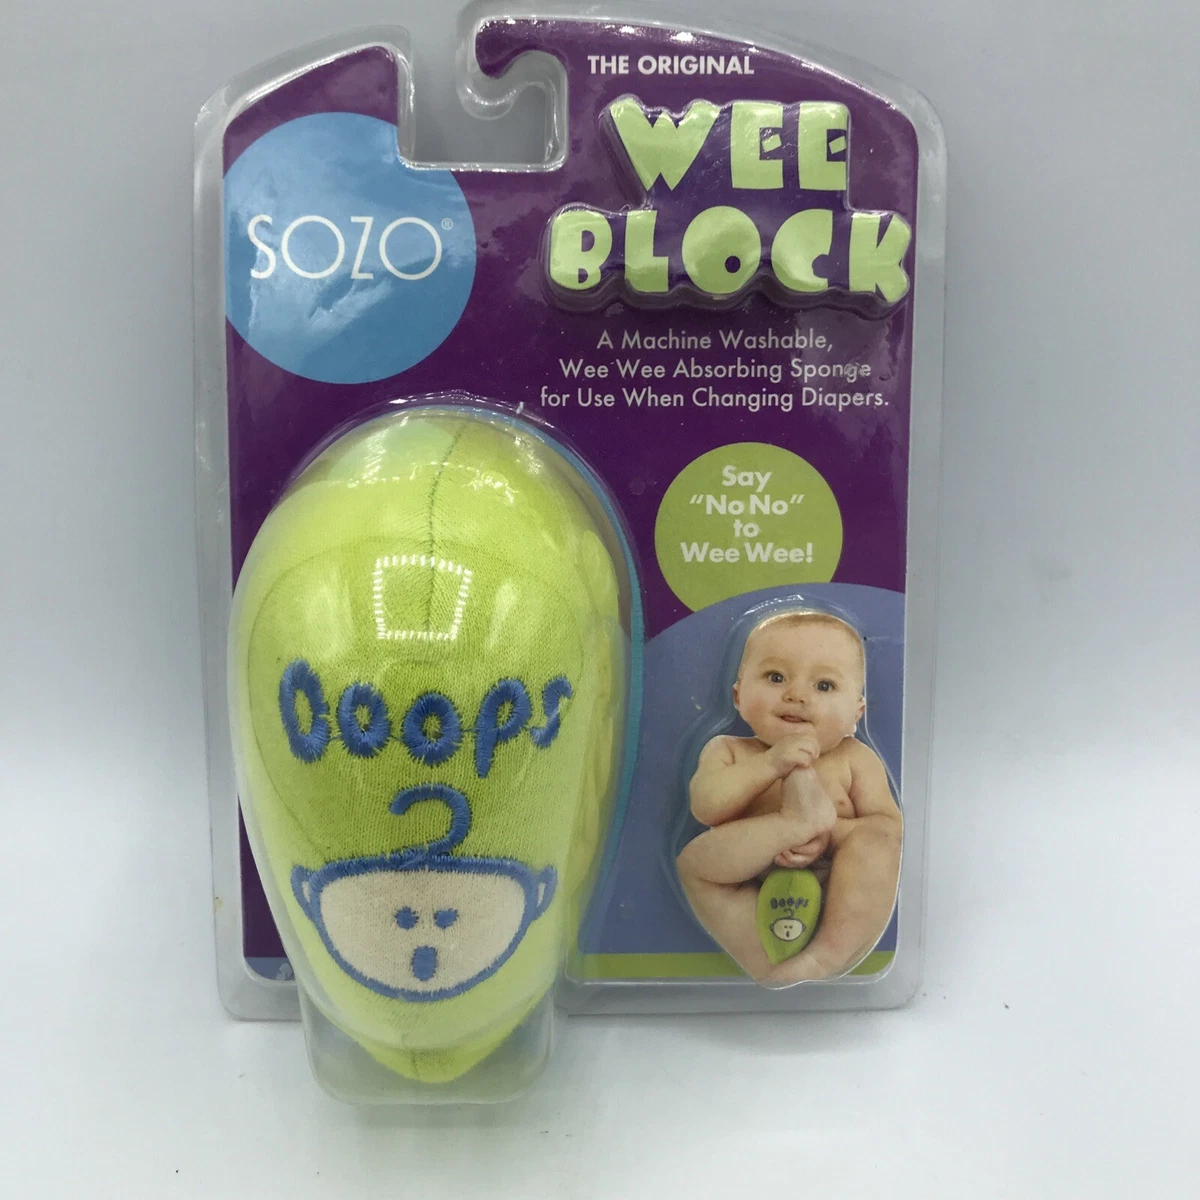 THE ORIGINAL
WEE
BLOCK
SOZO®
A Machine Washable,
Wee Wee Absorbing Sponge
for Use When Changing Diapers.
Say
"No No"
to
Wee Wee!
Ooops
Ooops